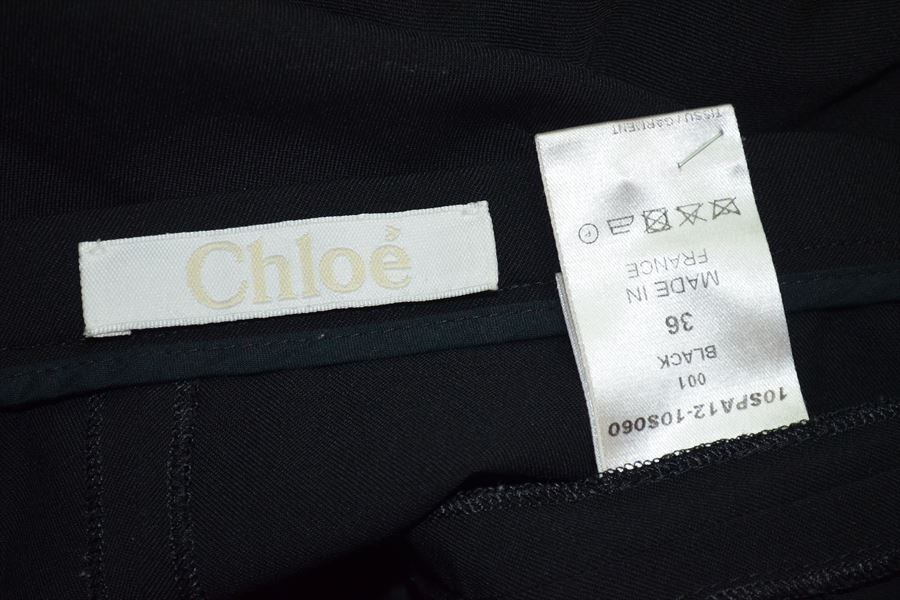 Chloé
10SPA12-10S060
001
BLACK
36
MADE IN
FRANCE
TISSU/GARMENT